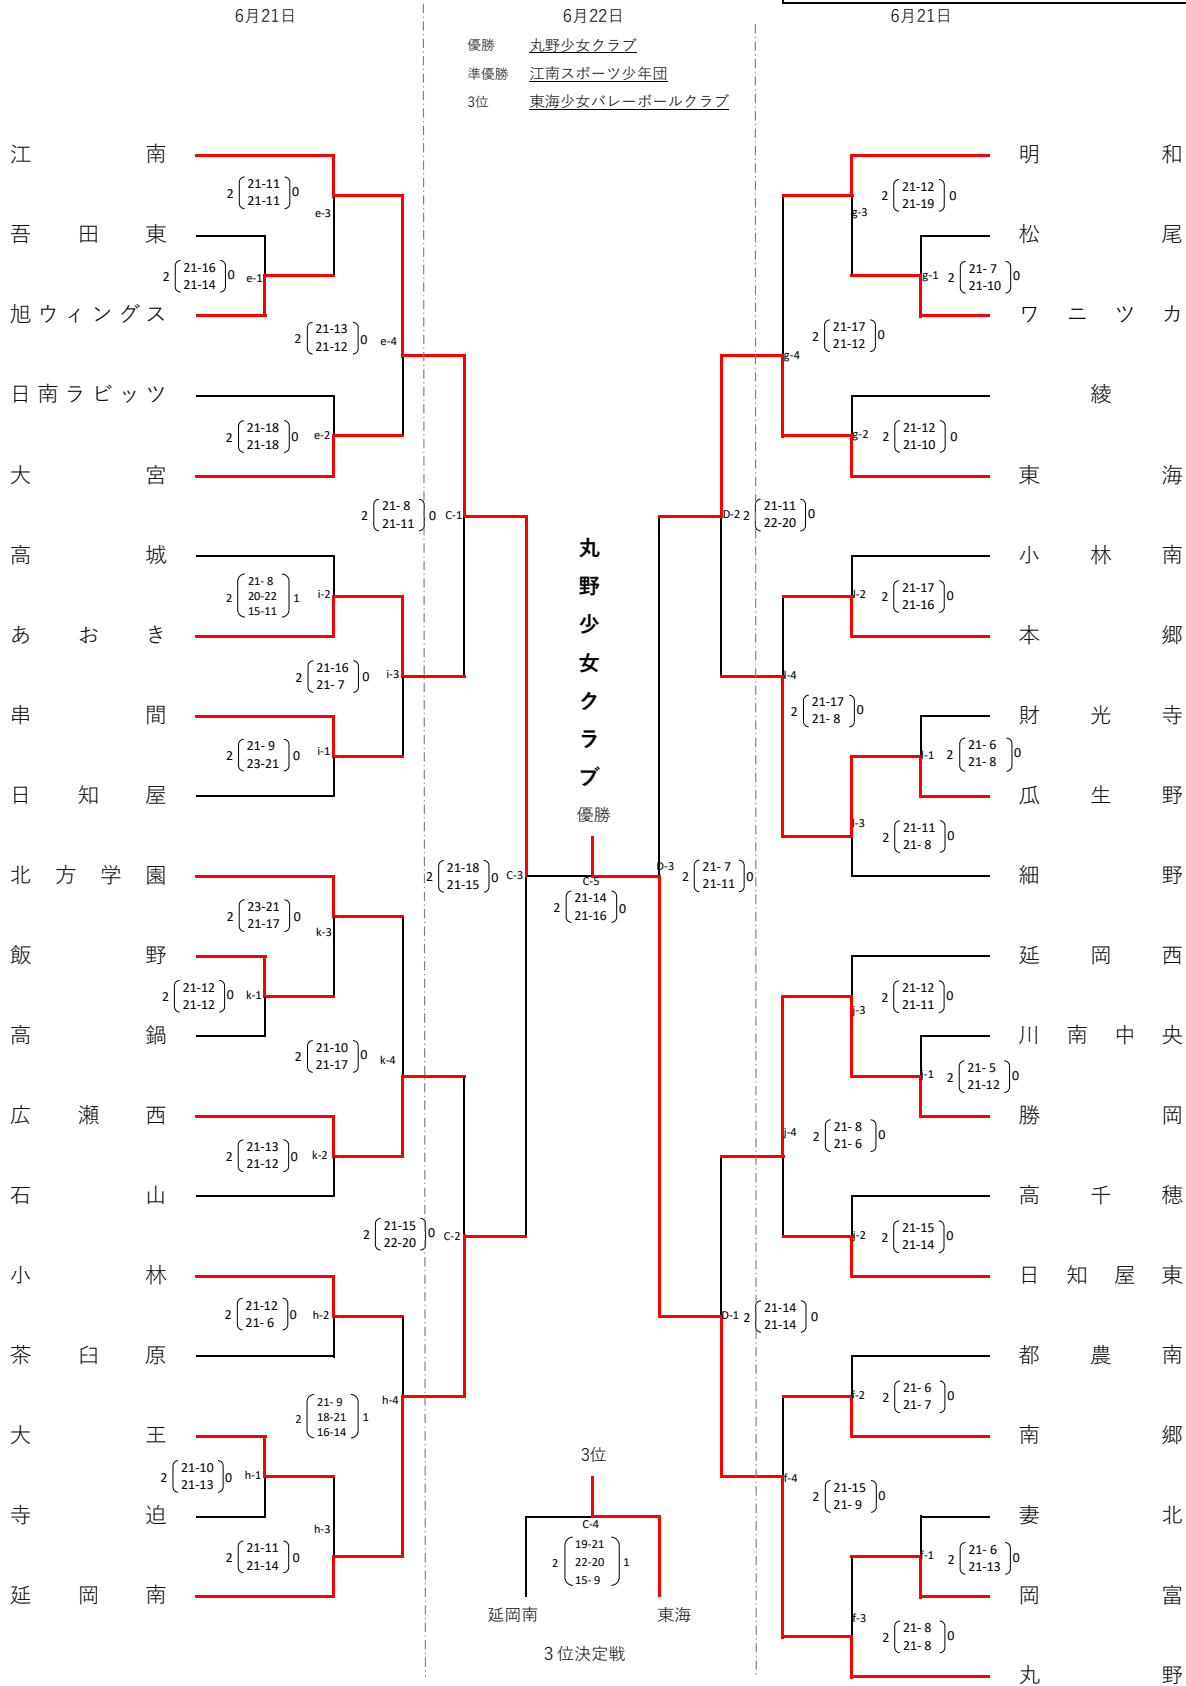 6月21日
6月22日
6月21日
優勝 丸野少女クラブ
準優勝 江南スポーツ少年団
3位 東海少女バレーボールクラブ
江南
2 21-11 0
21-11
e-3
吾田東
2 21-16 0
21-14
e-1
旭ウィングス
2 21-13 0
21-12
e-4
日南ラビッツ
2 21-18 0
21-18
e-2
大宮
2 21- 8 0
21-11
C-1
高城
2 21- 8 1
20-22
15-11
i-2
あおき
2 21-16 0
21- 7
i-3
串間
2 21- 9 0
23-21
i-1
日知屋
2 21-18 0
21-15
C-3
北方学園
2 23-21 0
21-17
k-3
飯野
2 21-12 0
21-12
k-1
高鍋
2 21-10 0
21-17
k-4
広瀬西
2 21-13 0
21-12
k-2
石山
2 21-15 0
22-20
C-2
小林
2 21-12 0
21- 6
h-2
茶臼原
2 21- 9 1
18-21
16-14
h-4
大王
2 21-10 0
21-13
h-1
寺迫
2 21-11 0
21-14
h-3
延岡南
丸野少女クラブ
優勝
C-5
2 21-14 0
21-16
3位
C-4
2 19-21 1
22-20
15- 9
延岡南
東海
３位決定戦
明和
g-3
2 21-12 0
21-19
松尾
g-1
2 21- 7 0
21-10
ワニツカ
g-4
2 21-17 0
21-12
綾
g-2
2 21-12 0
21-10
東海
D-2
2 21-11 0
22-20
小林南
l-2
2 21-17 0
21-16
本郷
l-4
2 21-17 0
21- 8
財光寺
l-1
2 21- 6 0
21- 8
瓜生野
l-3
2 21-11 0
21- 8
細野
D-3
2 21- 7 0
21-11
延岡西
j-3
2 21-12 0
21-11
川南中央
j-1
2 21- 5 0
21-12
勝岡
j-4
2 21- 8 0
21- 6
高千穂
j-2
2 21-15 0
21-14
日知屋東
D-1
2 21-14 0
21-14
都農南
f-2
2 21- 6 0
21- 7
南郷
f-4
2 21-15 0
21- 9
妻北
f-1
2 21- 6 0
21-13
岡富
f-3
2 21- 8 0
21- 8
丸野